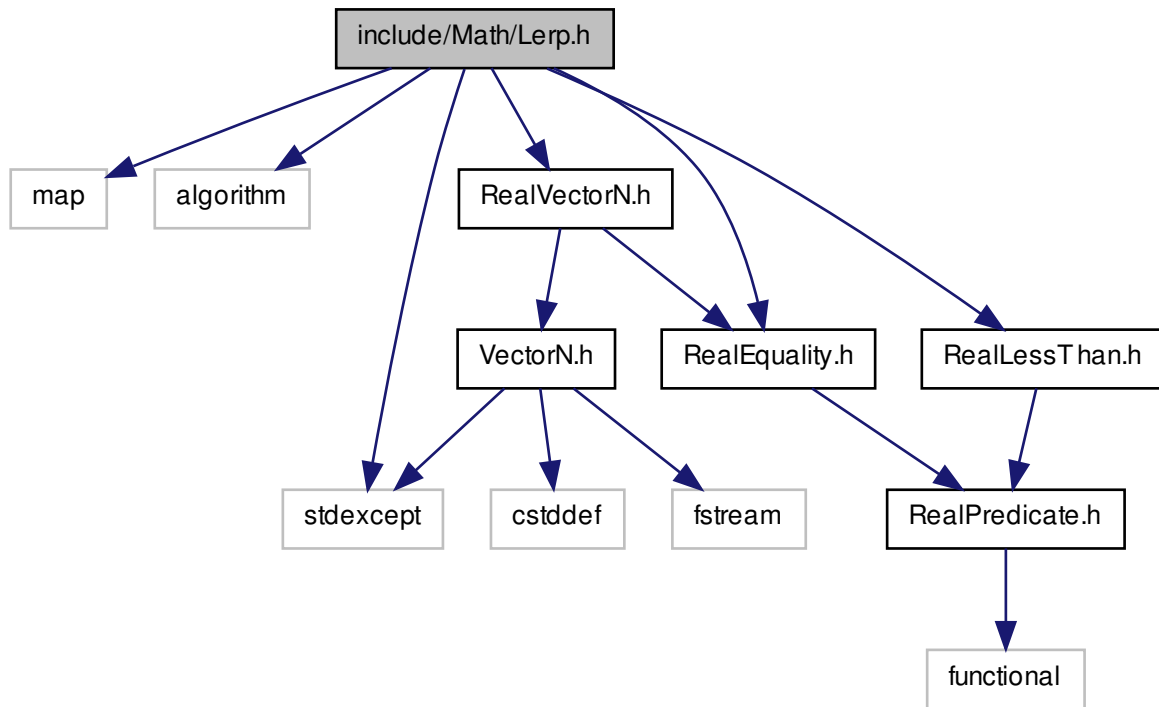 include/Math/Lerp.h
map
algorithm
RealVectorN.h
VectorN.h
RealEquality.h
RealLessThan.h
stdexcept
cstddef
fstream
RealPredicate.h
functional